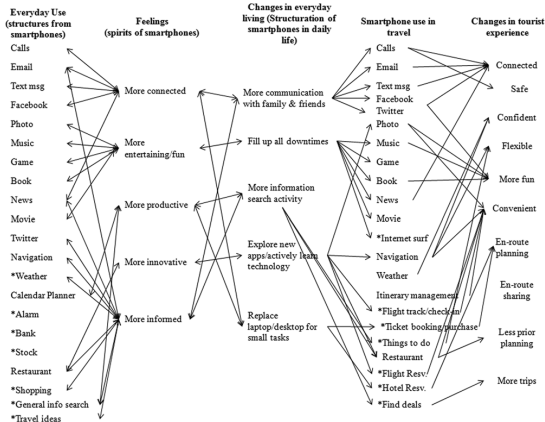 Everyday Use
(structures from
smartphones)
Calls
Email
Text msg
Facebook
Photo
Music
Game
Book
News
Movie
Twitter
Navigation
*Weather
Calendar Planner
*Alarm
*Bank
*Stock
Restaurant
*Shopping
*General info search
*Travel ideas
Feelings
(spirits of smartphones)
More connected
More
entertaining/fun
More productive
More innovative
More informed
Changes in everyday
living (Structuration of
smartphones in daily
life)
More communication
with family & friends
Fill up all downtimes
More information
search activity
Explore new
apps/actively learn
technology
Replace
laptop/desktop for
small tasks
Smartphone use in
travel
Calls
Email
Text msg
Facebook
Twitter
Photo
Music
Game
Book
News
Movie
*Internet surf
Navigation
Weather
Itinerary management
*Flight track/check-in
*Ticket booking/purchase
*Things to do
Restaurant
*Flight Resv.
*Hotel Resv.
*Find deals
Changes in tourist
experience
Connected
Safe
Confident
Flexible
More fun
Convenient
En-route
planning
En-route
sharing
Less prior
planning
More trips